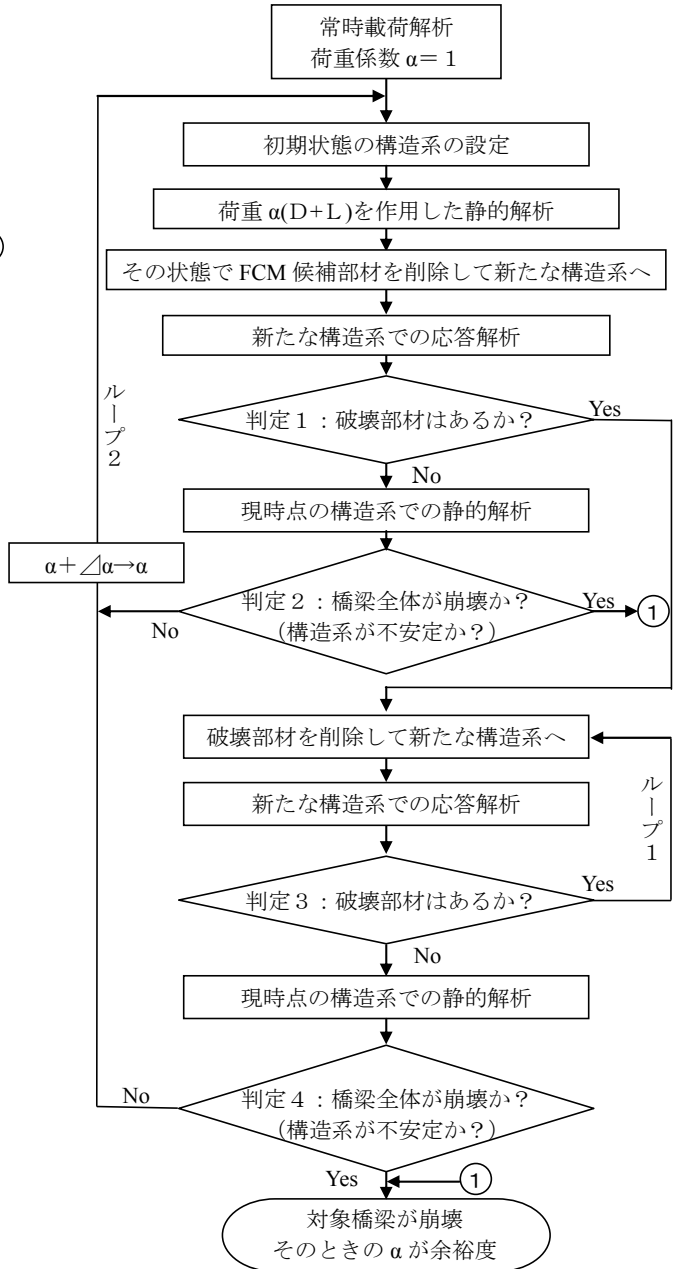 常時載荷解析
荷重係数 α＝１
初期状態の構造系の設定
荷重 α(D+L)を作用した静的解析
その状態で FCM 候補部材を削除して新たな構造系へ
新たな構造系での応答解析
判定１：破壊部材はあるか？
Yes
No
ループ２
現時点の構造系での静的解析
α＋⊿α→α
判定２：橋梁全体が崩壊か？
（構造系が不安定か？）
Yes
①
No
破壊部材を削除して新たな構造系へ
新たな構造系での応答解析
ループ１
判定３：破壊部材はあるか？
Yes
No
現時点の構造系での静的解析
判定４：橋梁全体が崩壊か？
（構造系が不安定か？）
No
Yes
①
対象橋梁が崩壊
そのときの α が余裕度